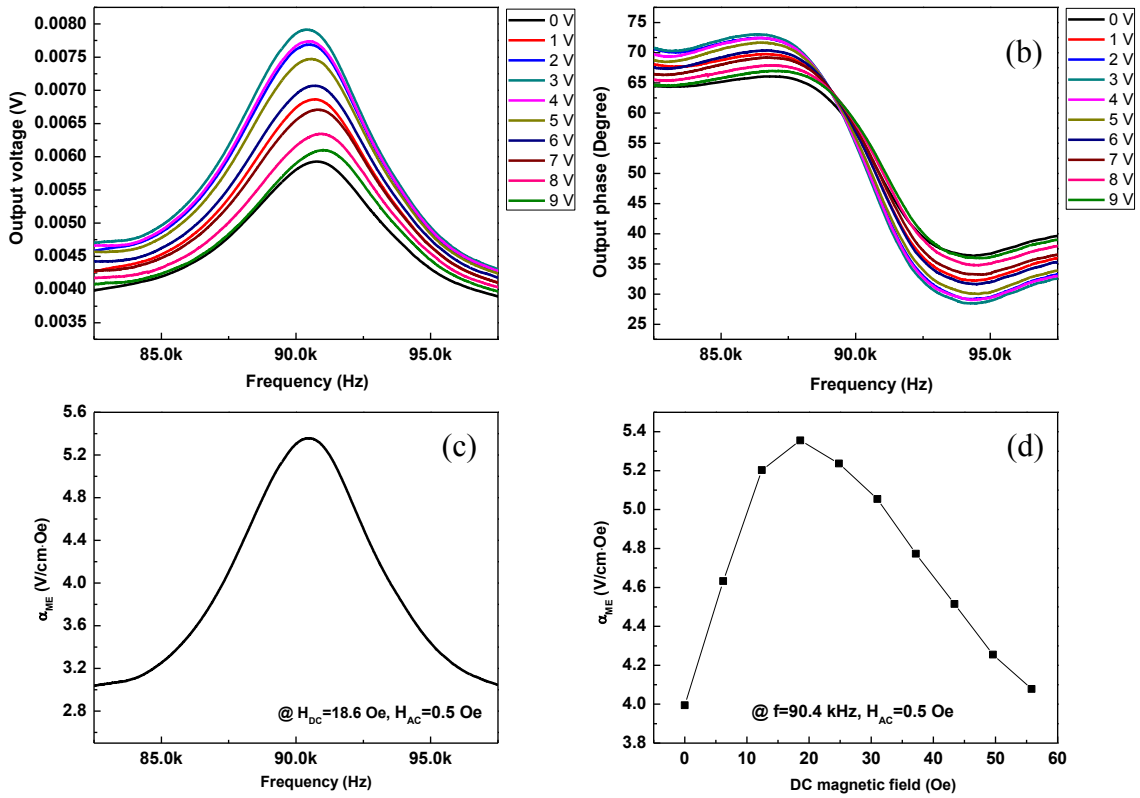 0.0080
0.0075
0.0070
0.0065
0.0060
0.0055
0.0050
0.0045
0.0040
0.0035
Output voltage (V)
85.0k 90.0k 95.0k
Frequency (Hz)
0 V
1 V
2 V
3 V
4 V
5 V
6 V
7 V
8 V
9 V
(b)
75
70
65
60
55
50
45
40
35
30
25
Output phase (Degree)
85.0k 90.0k 95.0k
Frequency (Hz)
0 V
1 V
2 V
3 V
4 V
5 V
6 V
7 V
8 V
9 V
(c)
5.6
5.2
4.8
4.4
4.0
3.6
3.2
2.8
αME (V/cm·Oe)
@ HDC=18.6 Oe, HAC=0.5 Oe
85.0k 90.0k 95.0k
Frequency (Hz)
(d)
5.4
5.2
5.0
4.8
4.6
4.4
4.2
4.0
3.8
αME (V/cm·Oe)
@ f=90.4 kHz, HAC=0.5 Oe
0 10 20 30 40 50 60
DC magnetic field (Oe)